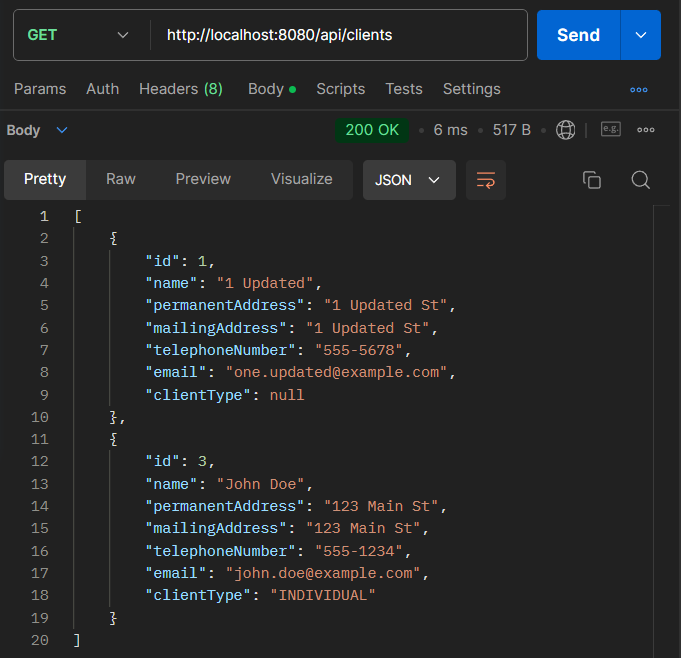 GET http://localhost:8080/api/clients Send
Params Auth Headers (8) Body Scripts Tests Settings
Body 200 OK 6 ms 517 B e.g.
Pretty Raw Preview Visualize JSON
1 [
2 {
3 "id": 1,
4 "name": "1 Updated",
5 "permanentAddress": "1 Updated St",
6 "mailingAddress": "1 Updated St",
7 "telephoneNumber": "555-5678",
8 "email": "one.updated@example.com",
9 "clientType": null
10 },
11 {
12 "id": 3,
13 "name": "John Doe",
14 "permanentAddress": "123 Main St",
15 "mailingAddress": "123 Main St",
16 "telephoneNumber": "555-1234",
17 "email": "john.doe@example.com",
18 "clientType": "INDIVIDUAL"
19 }
20 ]